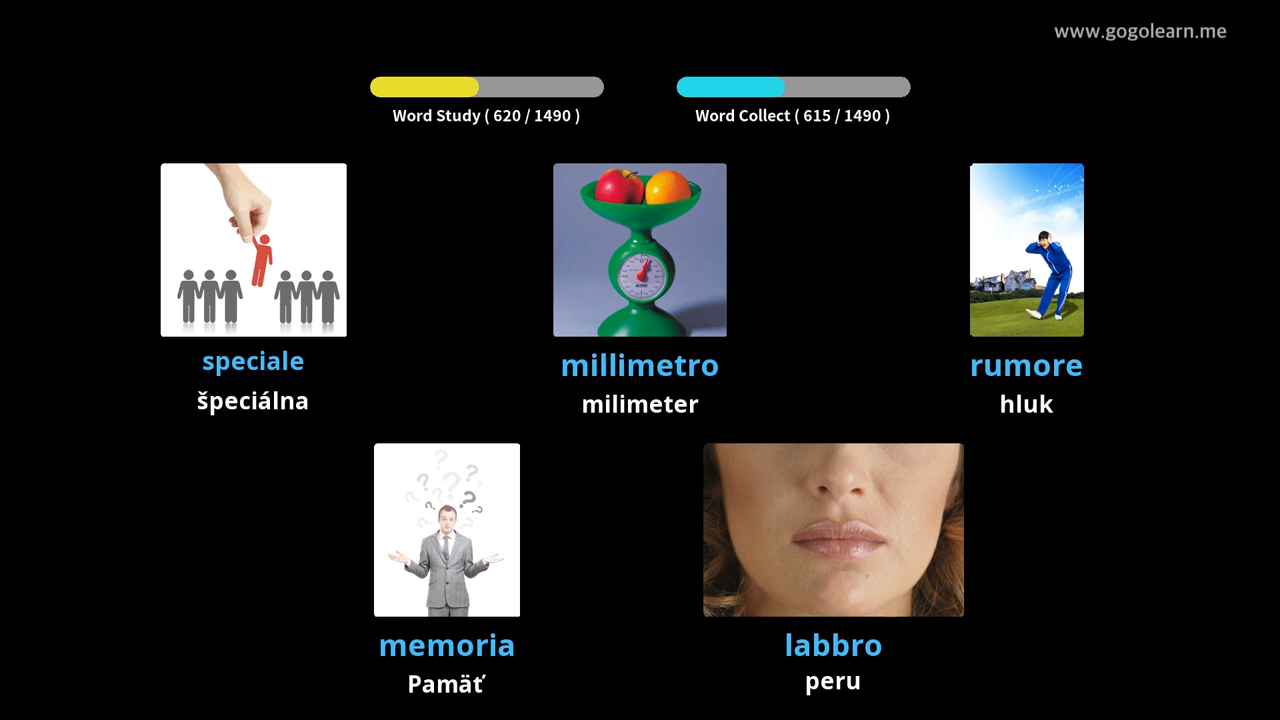 www.gogolearn.me
Word Study ( 620 / 1490 )
Word Collect ( 615 / 1490 )
speciale
špeciálna
millimetro
milimeter
rumore
hluk
memoria
Pamäť
labbro
peru